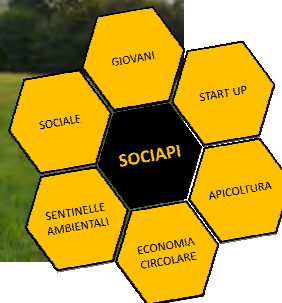 GIOVANI
START UP
SOCIALE
SOCIAPI
APICOLTURA
SENTINELLE
AMBIENTALI
ECONOMIA
CIRCOLARE